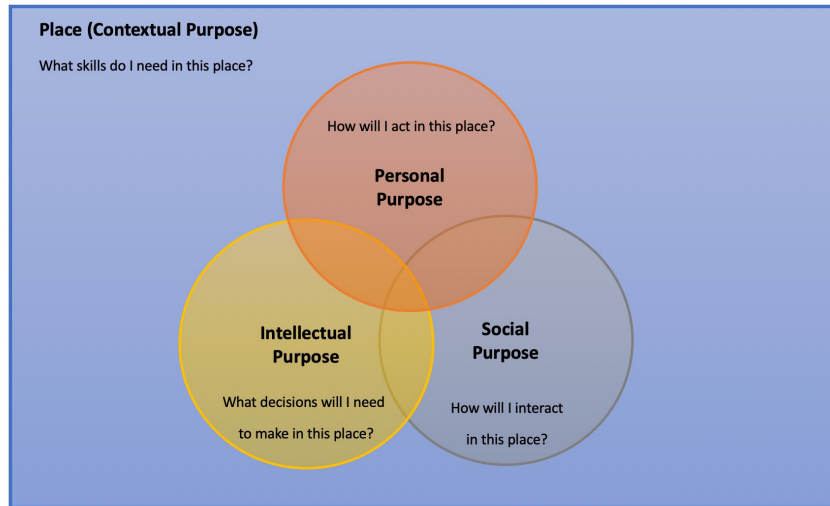 Place (Contextual Purpose)
What skills do I need in this place?
How will I act in this place?
Personal
Purpose
Intellectual
Purpose
What decisions will I need
to make in this place?
Social
Purpose
How will I interact
in this place?